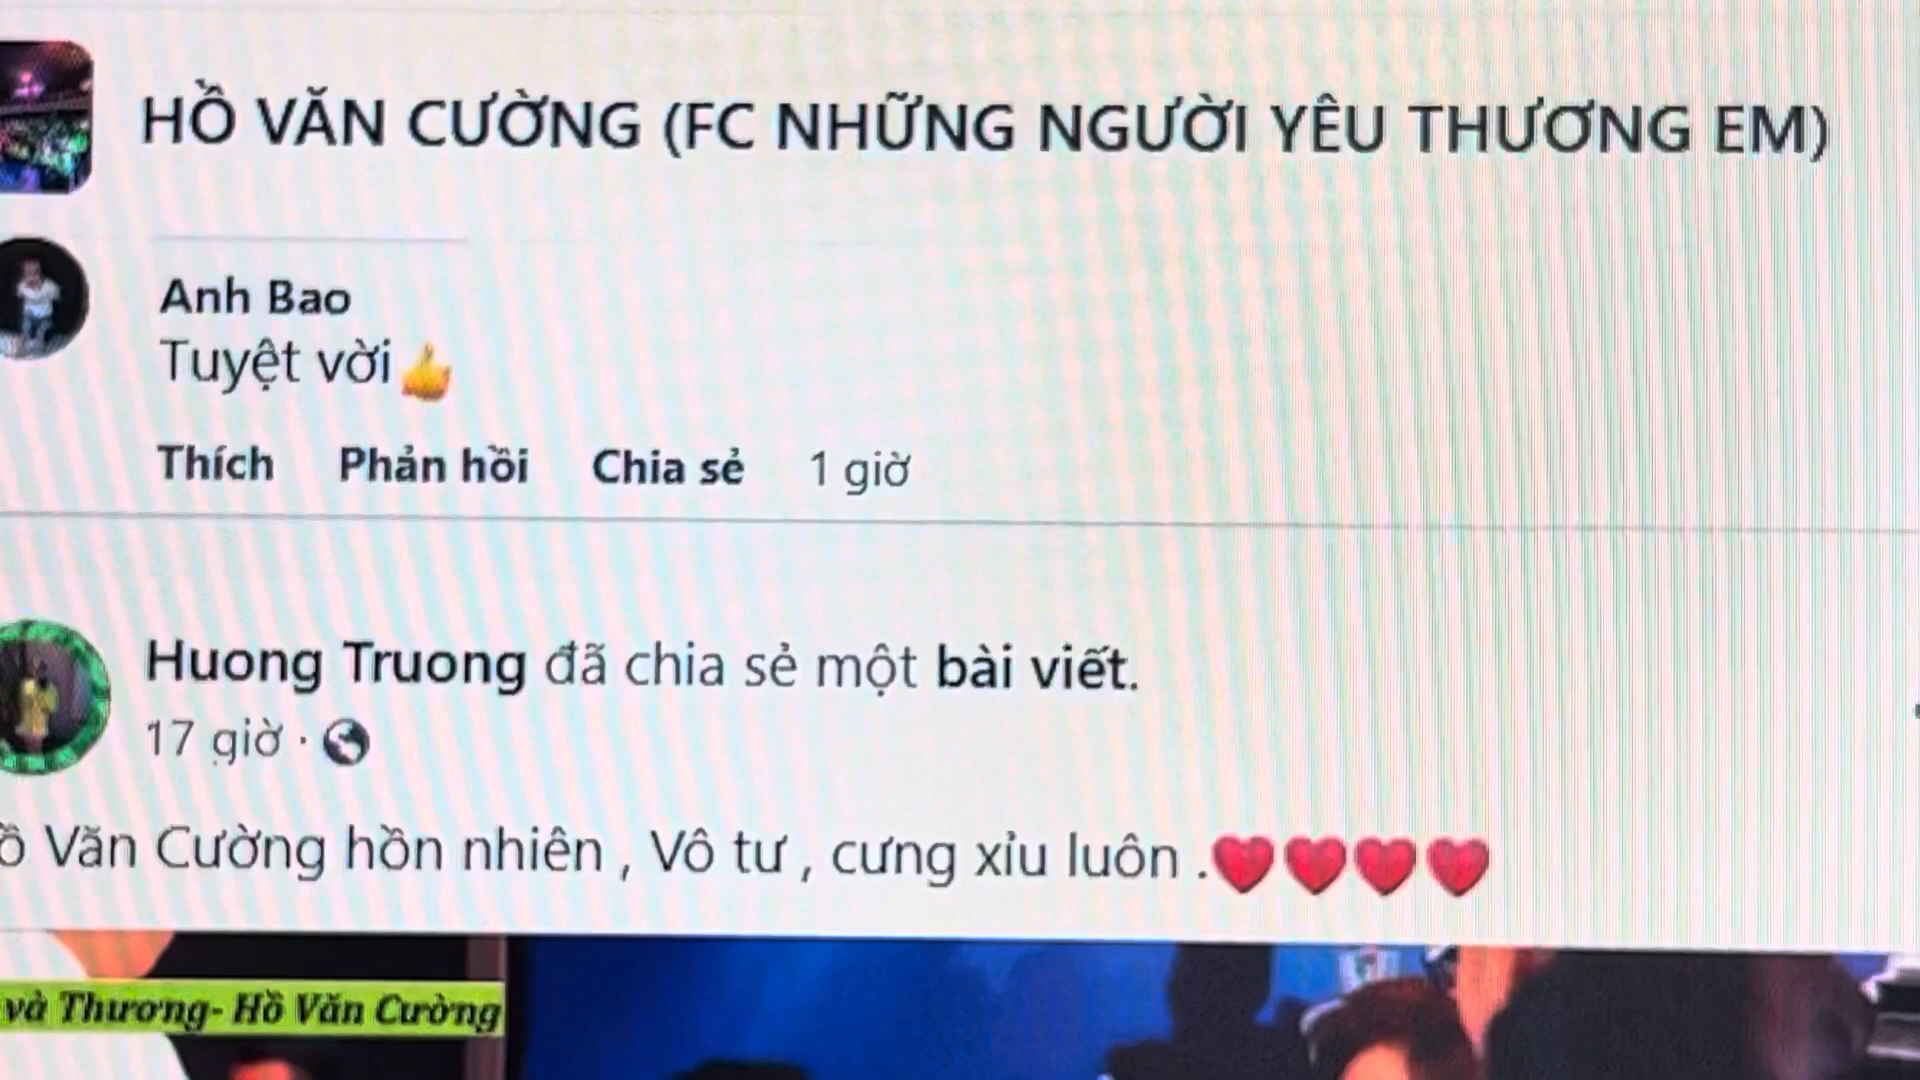 HỒ VĂN CƯỜNG (FC NHỮNG NGƯỜI YÊU THƯƠNG EM)
Anh Bao
Tuyệt vời👍
Thích Phản hồi Chia sẻ 1 giờ
Huong Truong đã chia sẻ một bài viết.
17 giờ ·
Văn Cường hồn nhiên , Vô tư , cưng xỉu luôn .❤❤❤❤
và Thương- Hồ Văn Cường